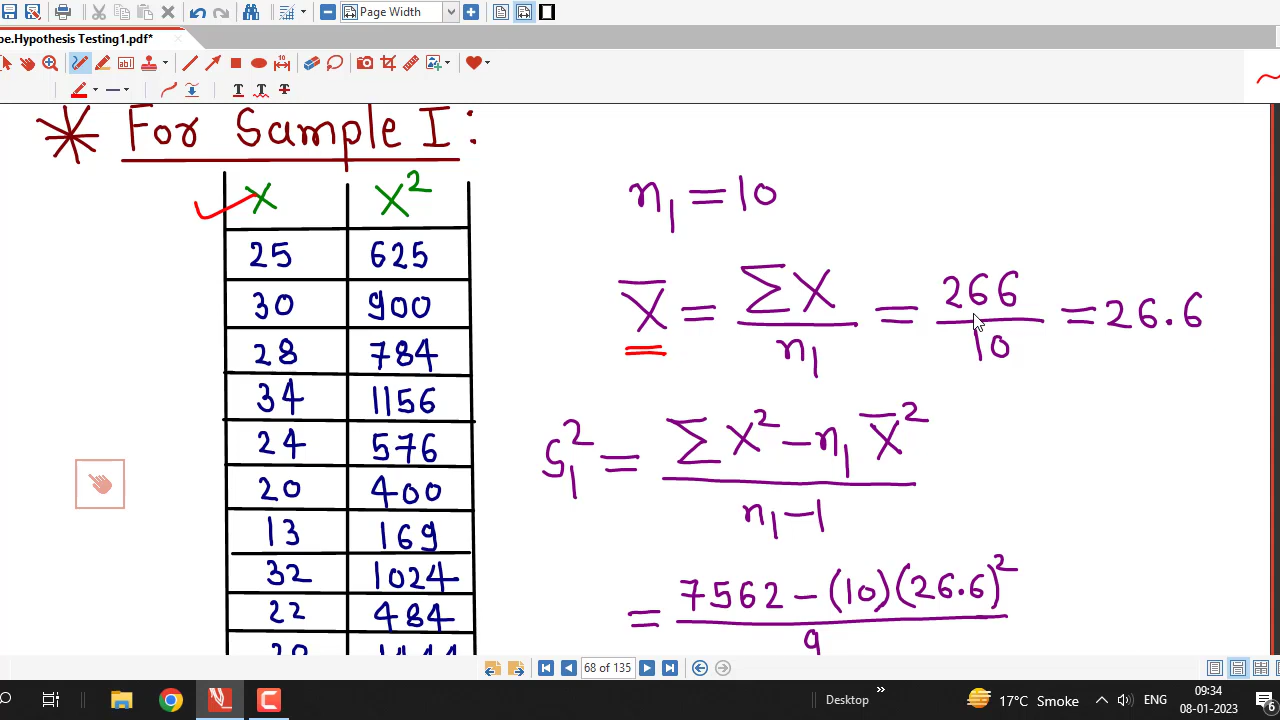 Page Width
pe.Hypothesis Testing1.pdf*
* For Sample I:
X X²
25 625
30 900
28 784
34 1156
24 576
20 400
13 169
32 1024
22 484
n₁ = 10
X̄ = ΣX / n₁ = 266 / 10 = 26.6
S₁² = ΣX² - n₁ X̄² / n₁ - 1
= 7562 - (10)(26.6)² / 9
68 of 135
Desktop »
17°C Smoke
ENG
09:34
08-01-2023
6